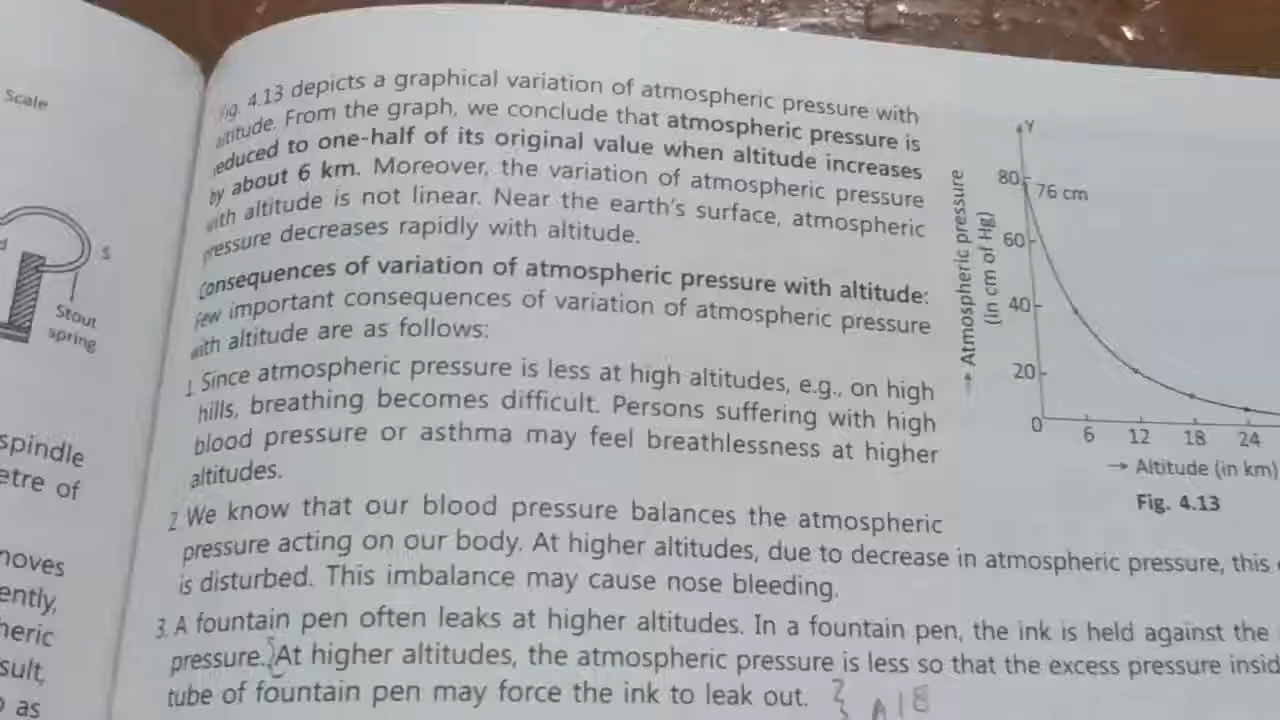 Scale
S
Stout
spring
spindle
etre of
moves
ently,
heric
sult,
as
Fig. 4.13 depicts a graphical variation of atmospheric pressure with
altitude. From the graph, we conclude that atmospheric pressure is
reduced to one-half of its original value when altitude increases
by about 6 km. Moreover, the variation of atmospheric pressure
with altitude is not linear. Near the earth's surface, atmospheric
pressure decreases rapidly with altitude.
Consequences of variation of atmospheric pressure with altitude:
Few important consequences of variation of atmospheric pressure
with altitude are as follows:
1. Since atmospheric pressure is less at high altitudes, e.g., on high
hills, breathing becomes difficult. Persons suffering with high
blood pressure or asthma may feel breathlessness at higher
altitudes.
2. We know that our blood pressure balances the atmospheric
pressure acting on our body. At higher altitudes, due to decrease in atmospheric pressure, this
is disturbed. This imbalance may cause nose bleeding.
3. A fountain pen often leaks at higher altitudes. In a fountain pen, the ink is held against the
pressure. At higher altitudes, the atmospheric pressure is less so that the excess pressure insid
tube of fountain pen may force the ink to leak out.
Y
80
76 cm
60
40
20
0 6 12 18 24
→ Atmospheric pressure
(in cm of Hg)
→ Altitude (in km)
Fig. 4.13